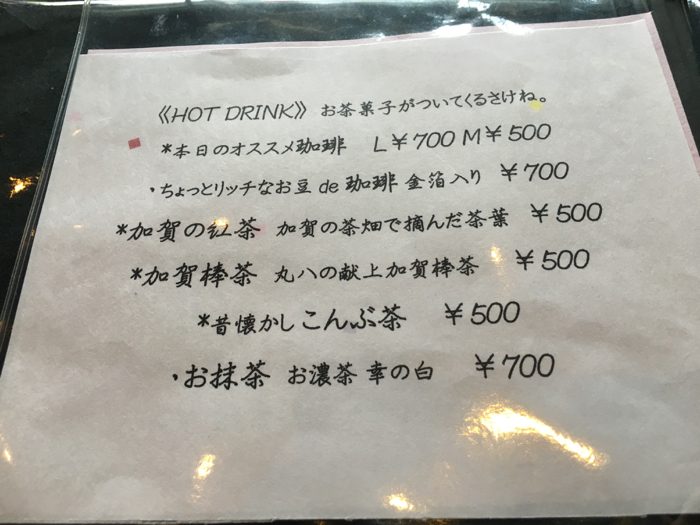 《HOT DRINK》 お茶菓子がついてくるさけね。
*本日のオススメ珈琲 L￥700 M￥500
・ちょっとリッチなお豆 de 珈琲 金箔入り ￥700
*加賀の紅茶 加賀の茶畑で摘んだ茶葉 ￥500
*加賀棒茶 丸八の献上加賀棒茶 ￥500
*昔懐かし こんぶ茶 ￥500
・お抹茶 お濃茶 幸の白 ￥700